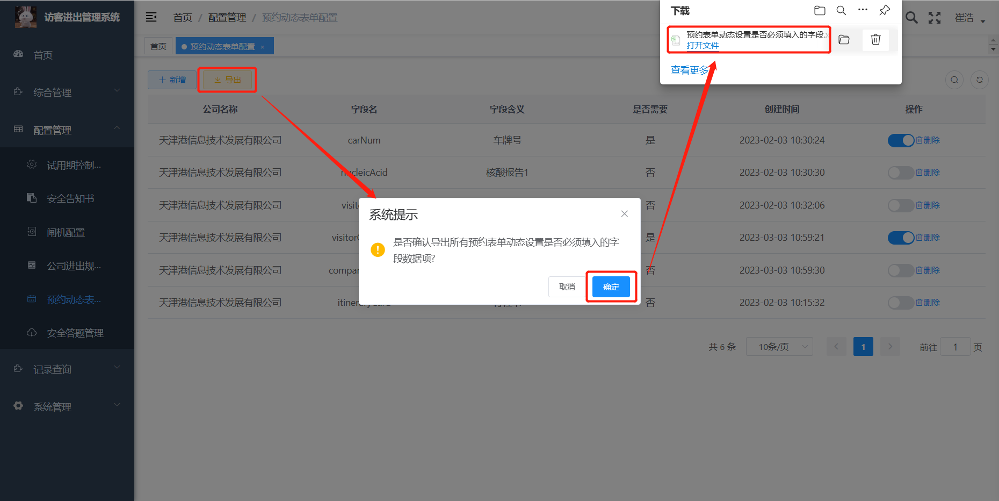 访客进出管理系统
首页
综合管理
配置管理
试用期控制...
安全告知书
闸机配置
公司进出规...
预约动态表...
安全答题管理
记录查询
系统管理
首页 / 配置管理 / 预约动态表单配置
崔浩
首页
预约动态表单配置 ×
下载
预约表单动态设置是否必须填入的字段.x
打开文件
查看更多
+ 新增
导出
公司名称 字段名 字段含义 是否需要 创建时间 操作
天津港信息技术发展有限公司 carNum 车牌号 是 2023-02-03 10:30:24 删除
天津港信息技术发展有限公司 nucleicAcid 核酸报告1 否 2023-02-03 10:30:30 删除
天津港信息技术发展有限公司 visit 否 2023-02-03 10:32:06 删除
天津港信息技术发展有限公司 visitor 是 2023-03-03 10:59:21 删除
天津港信息技术发展有限公司 compar 否 2023-03-03 10:59:30 删除
天津港信息技术发展有限公司 itineraryCard 否 2023-02-03 10:15:32 删除
系统提示
是否确认导出所有预约表单动态设置是否必须填入的字
段数据项?
取消 确定
共 6 条 10条/页 < 1 > 前往 1 页